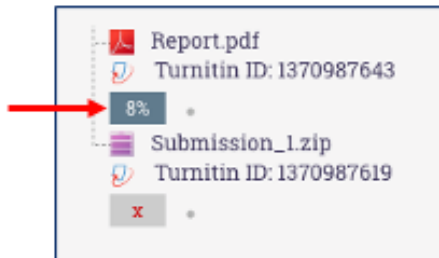 Report.pdf
Turnitin ID: 1370987643
8%
Submission_1.zip
Turnitin ID: 1370987619
x